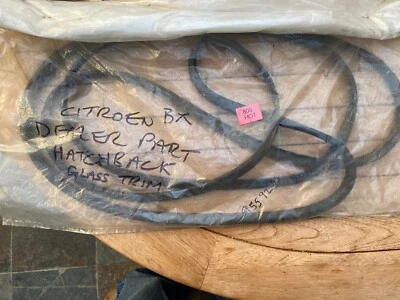 CITROEN BX
DEALER PART
HATCHBACK
GLASS TRIM